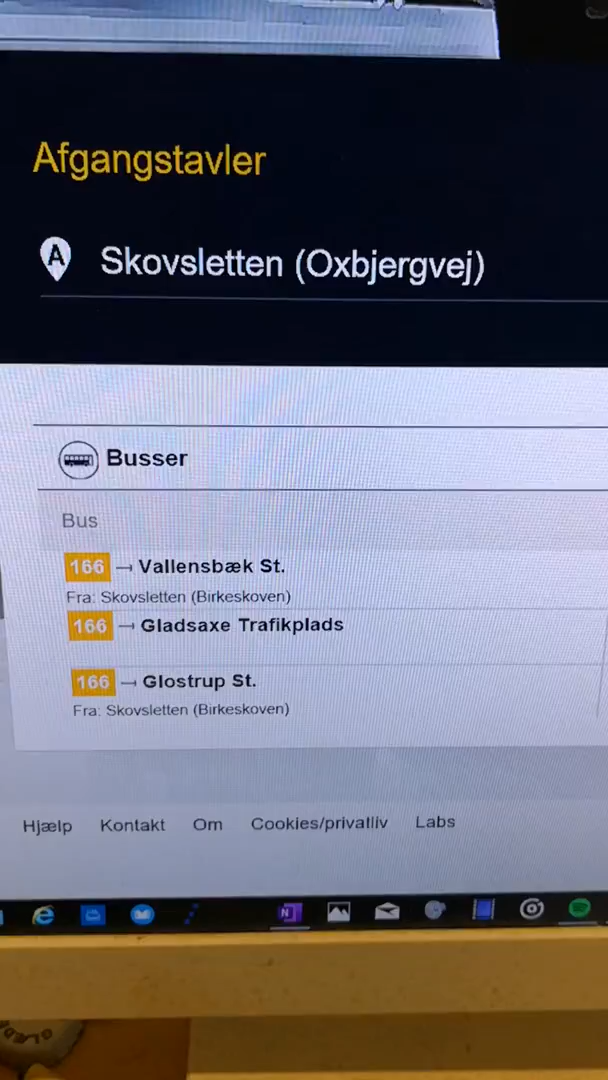 Afgangstavler
A Skovsletten (Oxbjergvej)
Busser
Bus
166 → Vallensbæk St.
Fra: Skovsletten (Birkeskoven)
166 → Gladsaxe Trafikplads
166 → Glostrup St.
Fra: Skovsletten (Birkeskoven)
Hjælp Kontakt Om Cookies/privatliv Labs